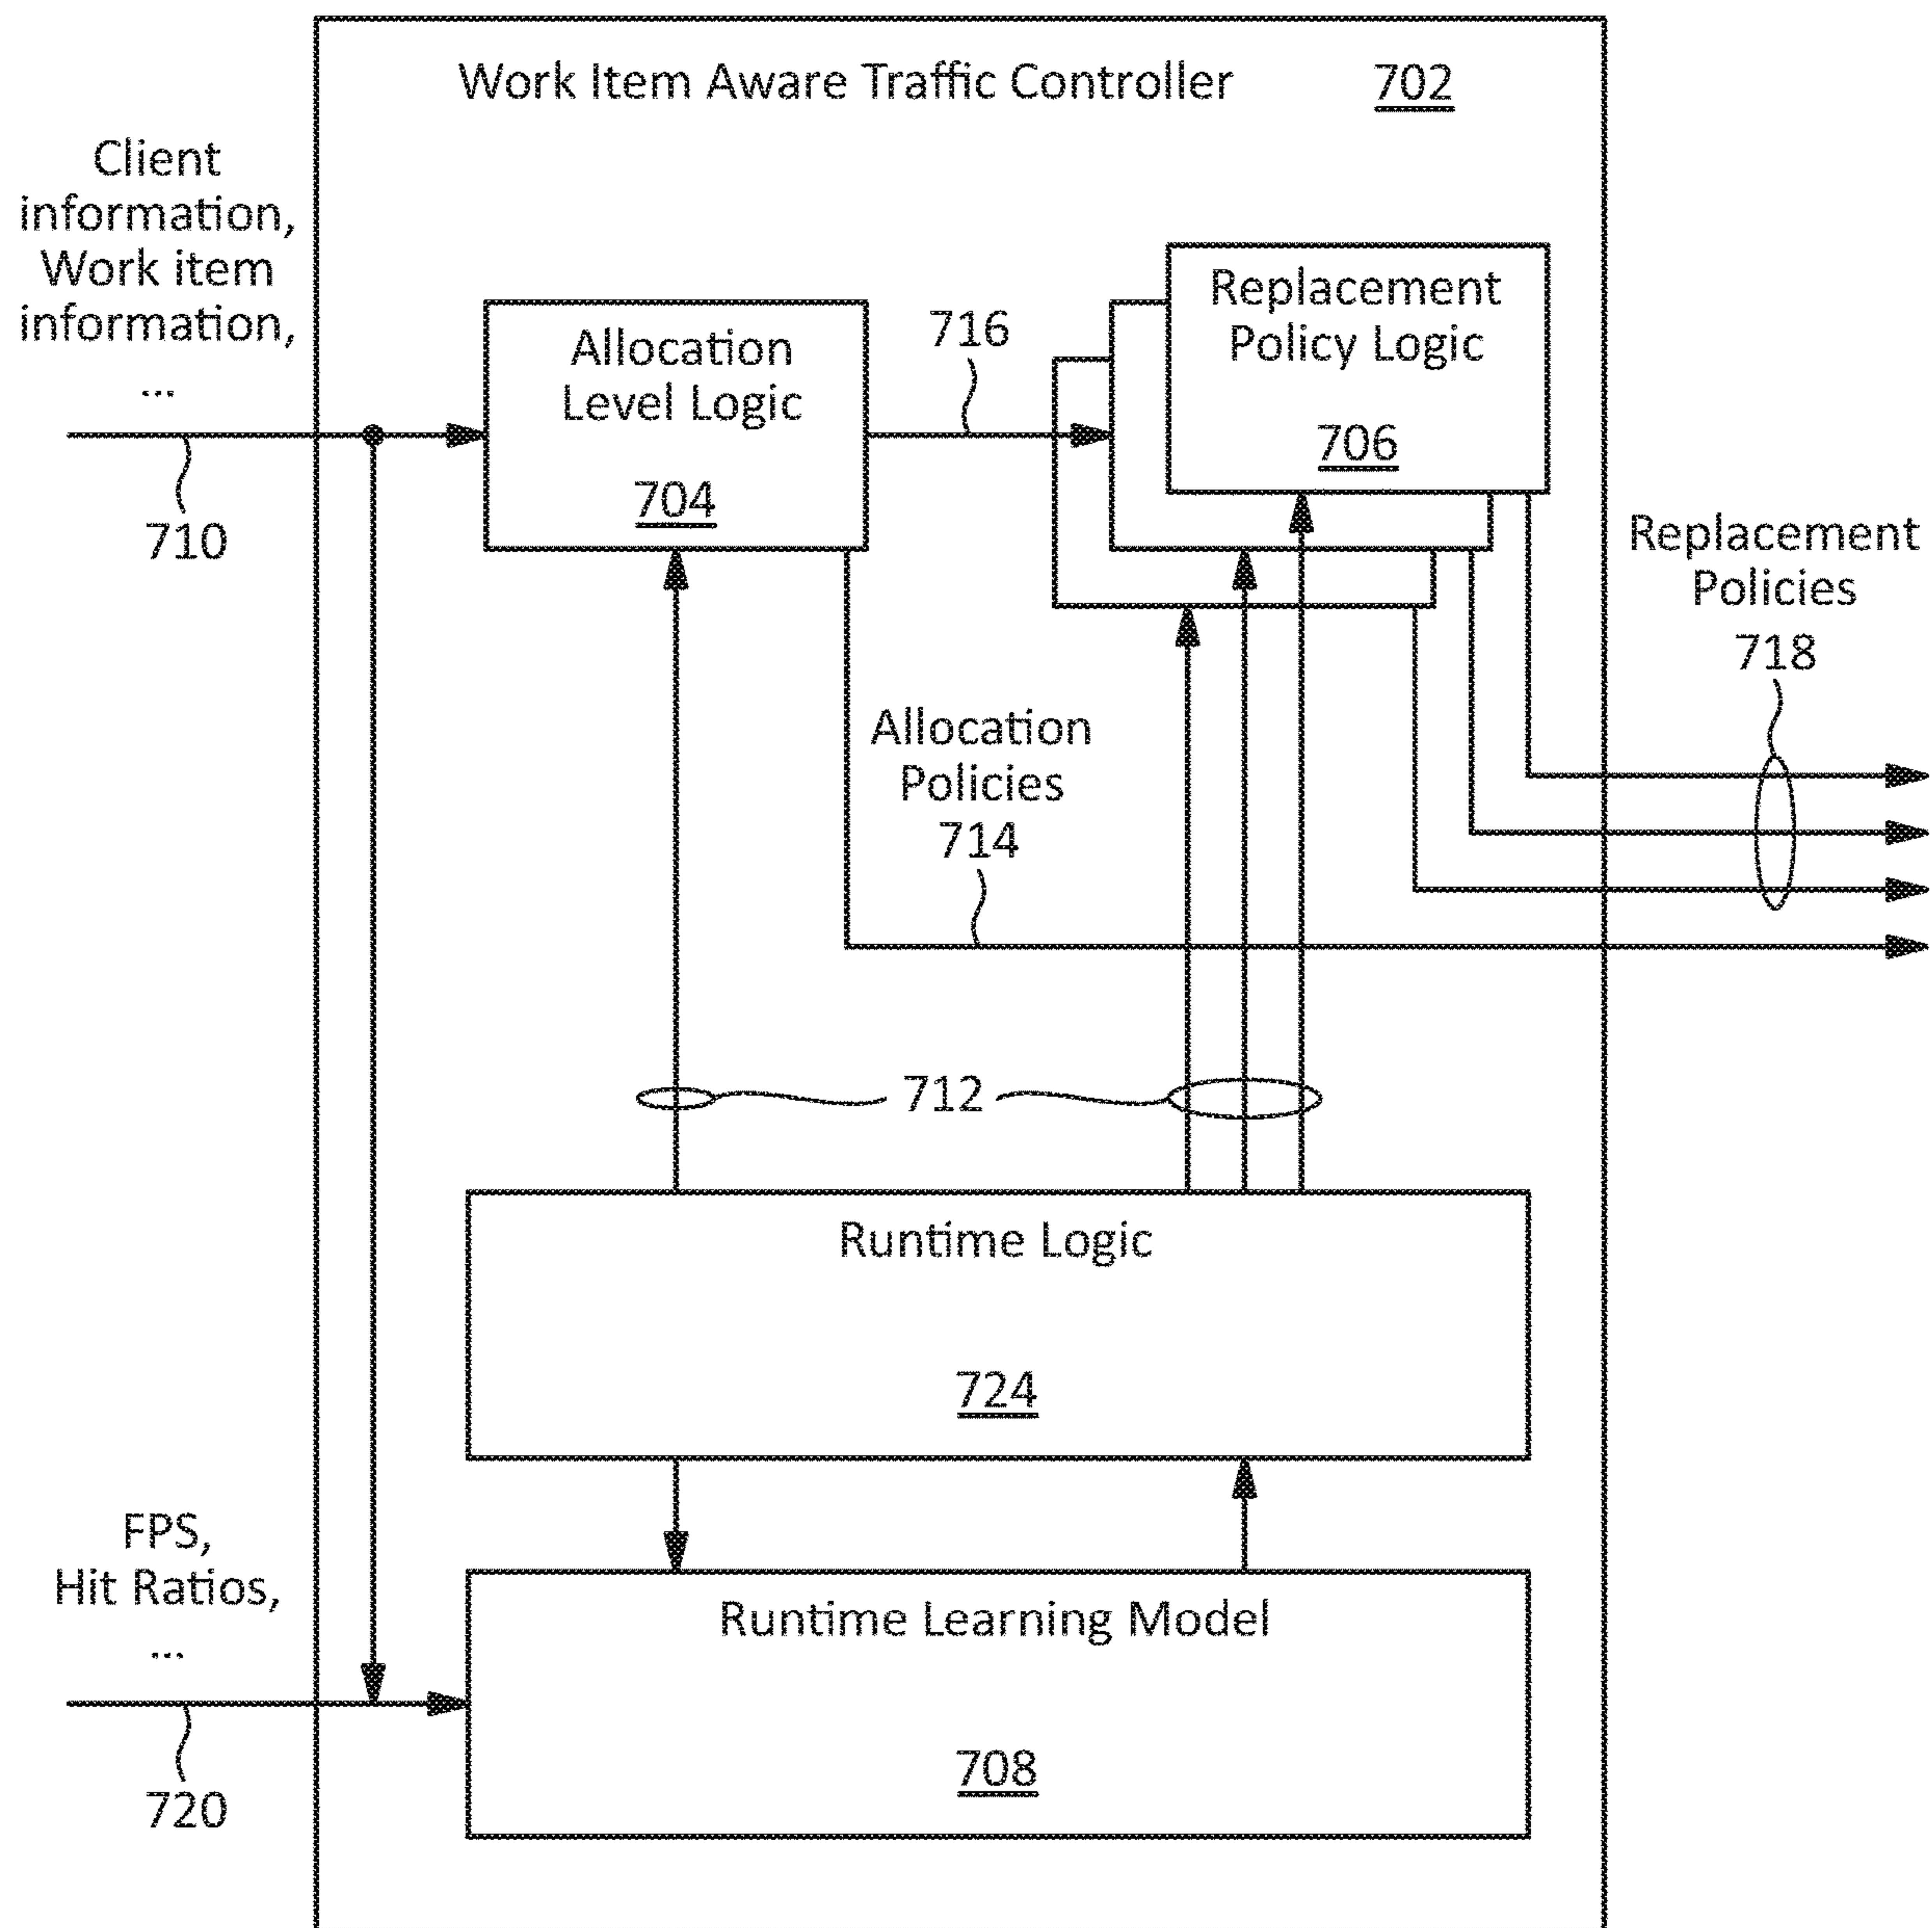 Work Item Aware Traffic Controller 702
Client
information,
Work item
information,
...
710
Allocation
Level Logic
704
716
Replacement
Policy Logic
706
Replacement
Policies
718
Allocation
Policies
714
712
Runtime Logic
724
FPS,
Hit Ratios,
...
720
Runtime Learning Model
708